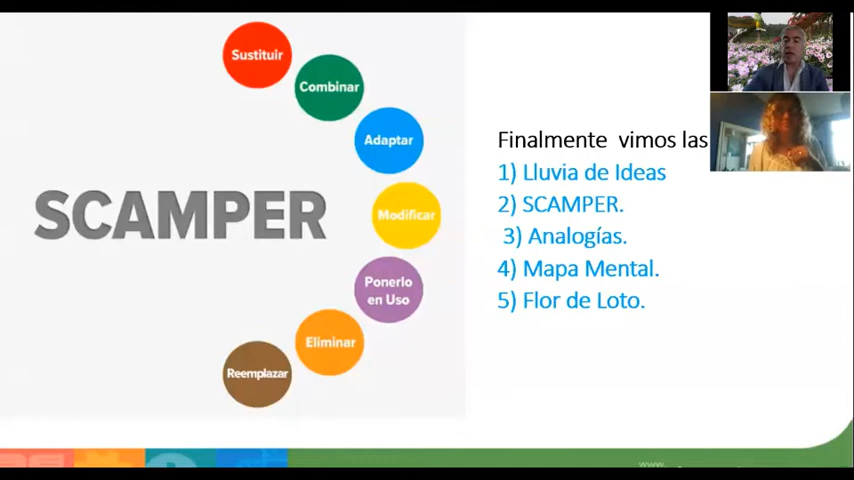 Sustituir
Combinar
Adaptar
SCAMPER
Modificar
Ponerlo
en Uso
Eliminar
Reemplazar
Finalmente vimos las
1) Lluvia de Ideas
2) SCAMPER.
3) Analogías.
4) Mapa Mental.
5) Flor de Loto.
www.